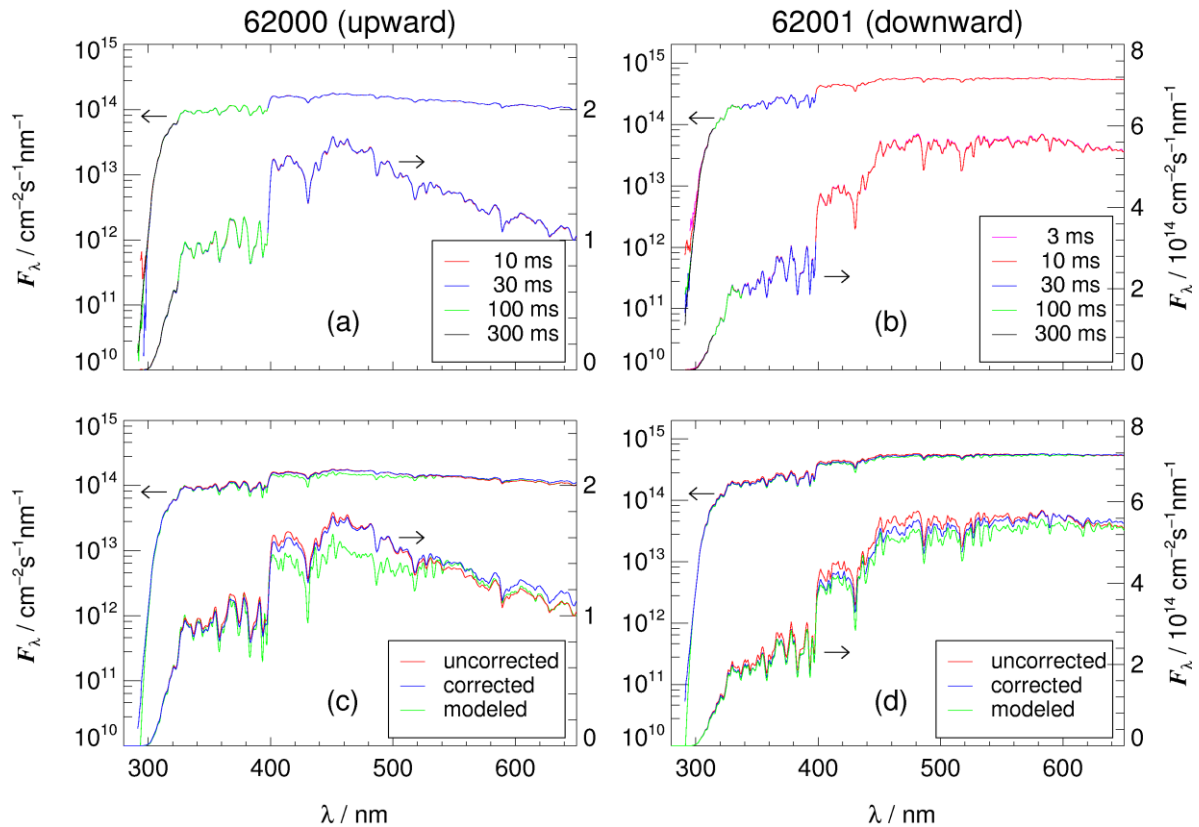 62000 (upward)
62001 (downward)
10¹⁵
10¹⁴
10¹³
10¹²
10¹¹
10¹⁰
Fλ / cm⁻²s⁻¹nm⁻¹
2
1
0
10 ms
30 ms
100 ms
300 ms
(a)
10¹⁵
10¹⁴
10¹³
10¹²
10¹¹
10¹⁰
8
6
4
2
0
Fλ / 10¹⁴ cm⁻²s⁻¹nm⁻¹
3 ms
10 ms
30 ms
100 ms
300 ms
(b)
10¹⁵
10¹⁴
10¹³
10¹²
10¹¹
10¹⁰
Fλ / cm⁻²s⁻¹nm⁻¹
2
1
0
uncorrected
corrected
modeled
(c)
300 400 500 600
λ / nm
10¹⁵
10¹⁴
10¹³
10¹²
10¹¹
10¹⁰
8
6
4
2
0
Fλ / 10¹⁴ cm⁻²s⁻¹nm⁻¹
uncorrected
corrected
modeled
(d)
300 400 500 600
λ / nm